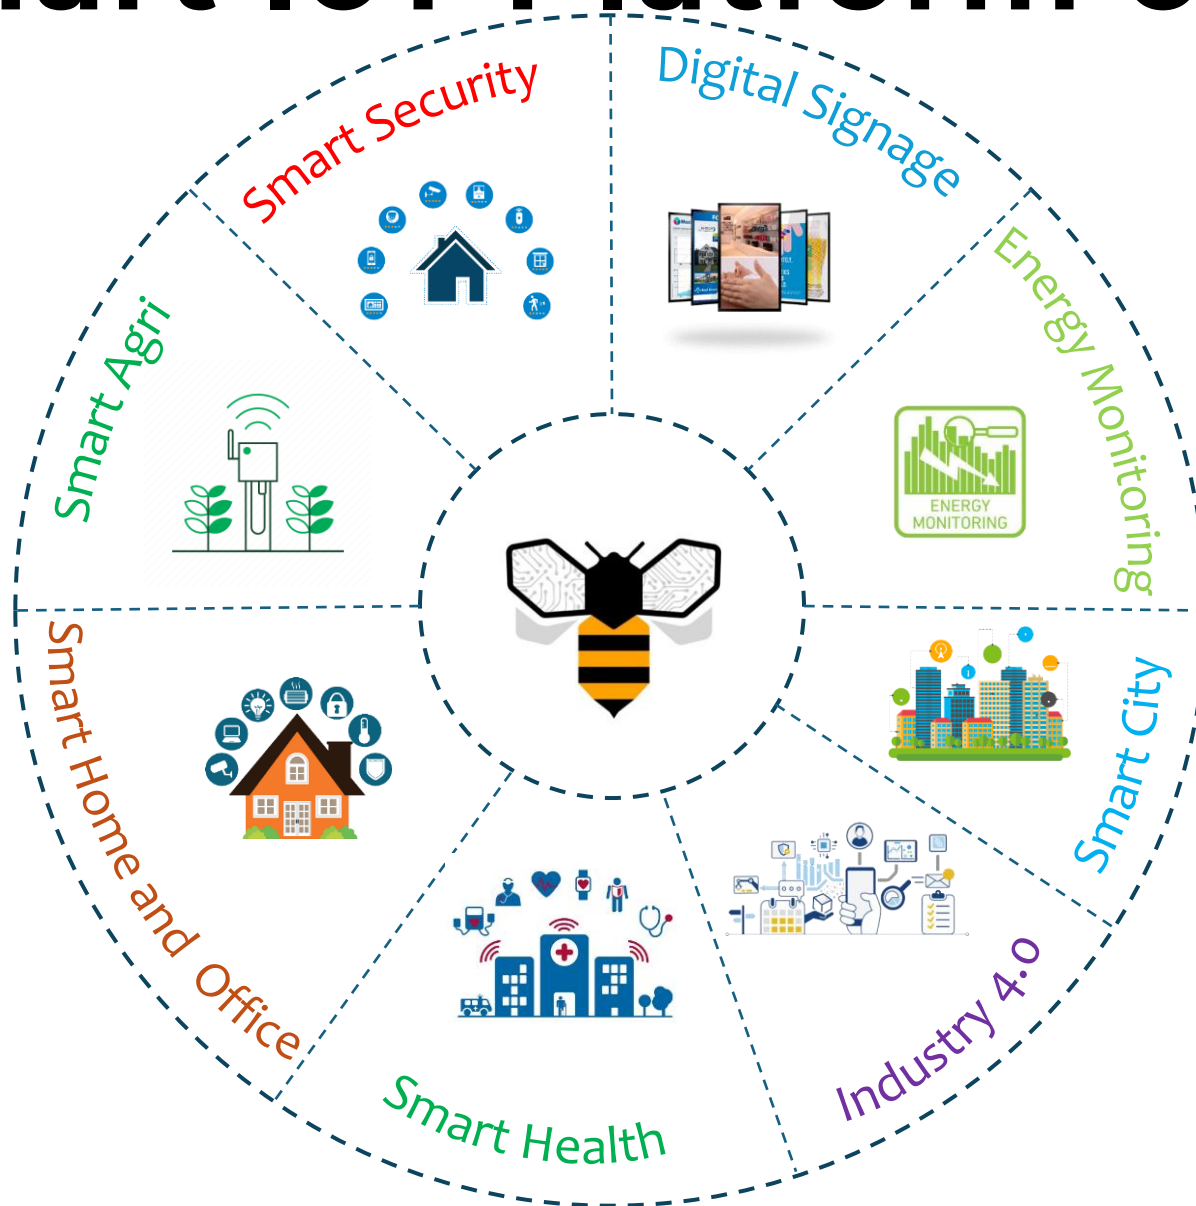 Smart Security
Digital Signage
Energy Monitoring
ENERGY
MONITORING
Smart City
Industry 4.0
Smart Health
Smart Home and Office
Smart Agri